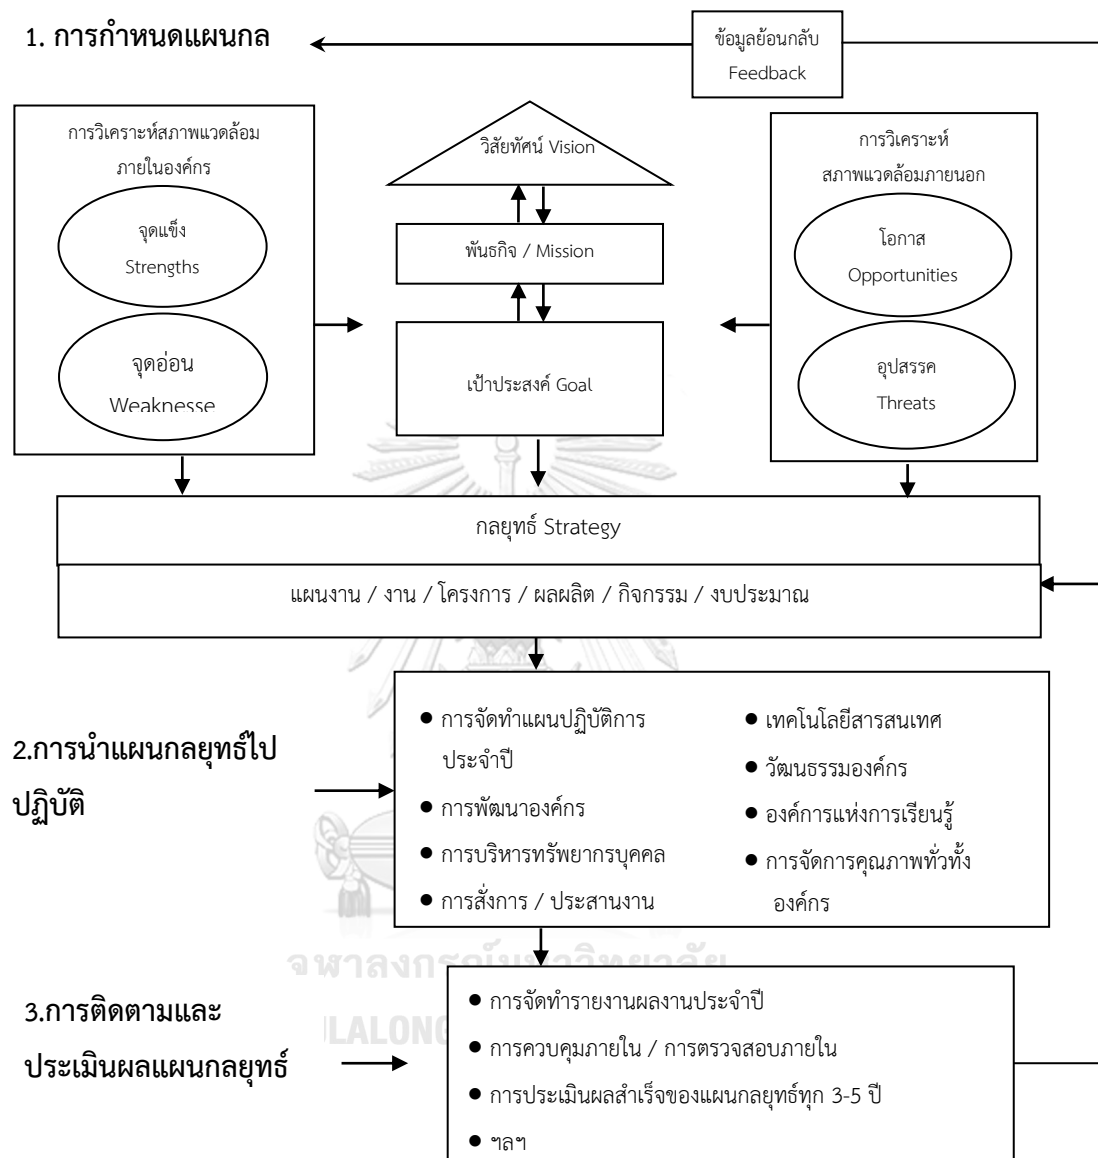 1. การกำหนดแผนกล
ข้อมูลย้อนกลับ
Feedback
การวิเคราะห์สภาพแวดล้อม
ภายในองค์กร
จุดแข็ง
Strengths
จุดอ่อน
Weaknesse
วิสัยทัศน์ Vision
พันธกิจ / Mission
เป้าประสงค์ Goal
การวิเคราะห์
สภาพแวดล้อมภายนอก
โอกาส
Opportunities
อุปสรรค
Threats
กลยุทธ์ Strategy
แผนงาน / งาน / โครงการ / ผลผลิต / กิจกรรม / งบประมาณ
2.การนำแผนกลยุทธ์ไป
ปฏิบัติ
● การจัดทำแผนปฏิบัติการ
ประจำปี
● การพัฒนาองค์กร
● การบริหารทรัพยากรบุคคล
● การสั่งการ / ประสานงาน
● เทคโนโลยีสารสนเทศ
● วัฒนธรรมองค์กร
● องค์การแห่งการเรียนรู้
● การจัดการคุณภาพทั่วทั้ง
องค์กร
จุฬาลงกรณ์มหาวิทยาลัย
3.การติดตามและ
ประเมินผลแผนกลยุทธ์
● การจัดทำรายงานผลงานประจำปี
● การควบคุมภายใน / การตรวจสอบภายใน
● การประเมินผลสำเร็จของแผนกลยุทธ์ทุก 3-5 ปี
● ฯลฯ